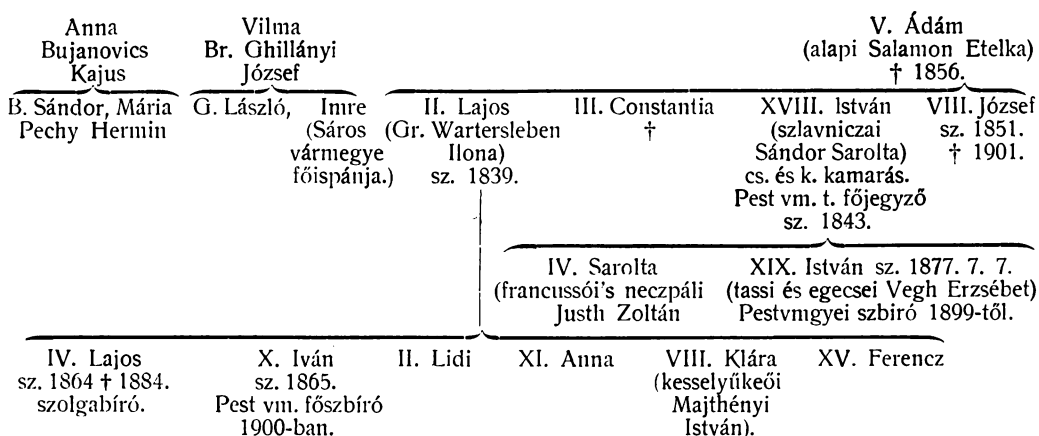 Anna
Bujanovics
Kajus
Vilma
Br. Ghillányi
József
V. Ádám
(alapi Salamon Etelka)
† 1856.
B. Sándor, Mária
Pechy Hermin
G. László, Imre
(Sáros
vármegye
főispánja.)
II. Lajos
(Gr. Wartersleben
Ilona)
sz. 1839.
III. Constantia
†
XVIII. István
(szlavniczai
Sándor Sarolta)
cs. és k. kamarás.
Pest vm. t. főjegyző
sz. 1843.
VIII. József
sz. 1851.
† 1901.
IV. Sarolta
(francussói's neczpáli
Justh Zoltán
XIX. István sz. 1877. 7. 7.
(tassi és egecsei Vegh Erzsébet)
Pestvmgyei szbiró 1899-től.
IV. Lajos
sz. 1864 † 1884.
szolgabíró.
X. Iván
sz. 1865.
Pest vm. főszbíró
1900-ban.
II. Lidi
XI. Anna
VIII. Klára
(kesselyűkeői
Majthényi
István).
XV. Ferencz